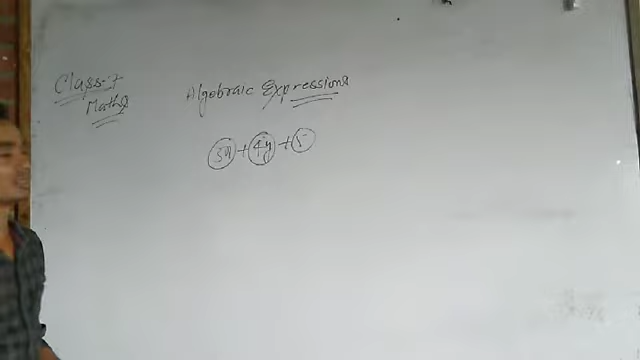 Class-7
Maths
Algebraic Expressions
3x + 4y + 5